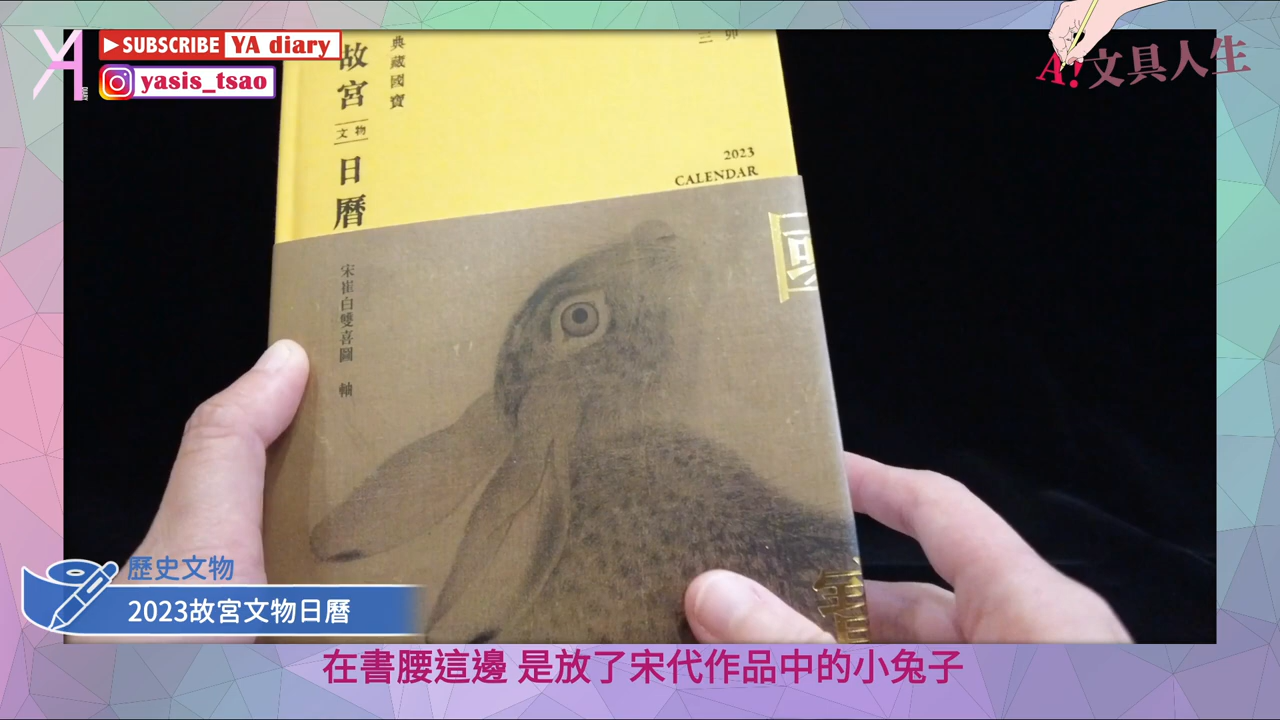 YA
DIARY
SUBSCRIBE YA diary
yasis_tsao
A!文具人生
典藏國寶
故宮
文物
日曆
2023
CALENDAR
宋崔白雙喜圖 軸
歷史文物
2023故宮文物日曆
在書腰這邊 是放了宋代作品中的小兔子